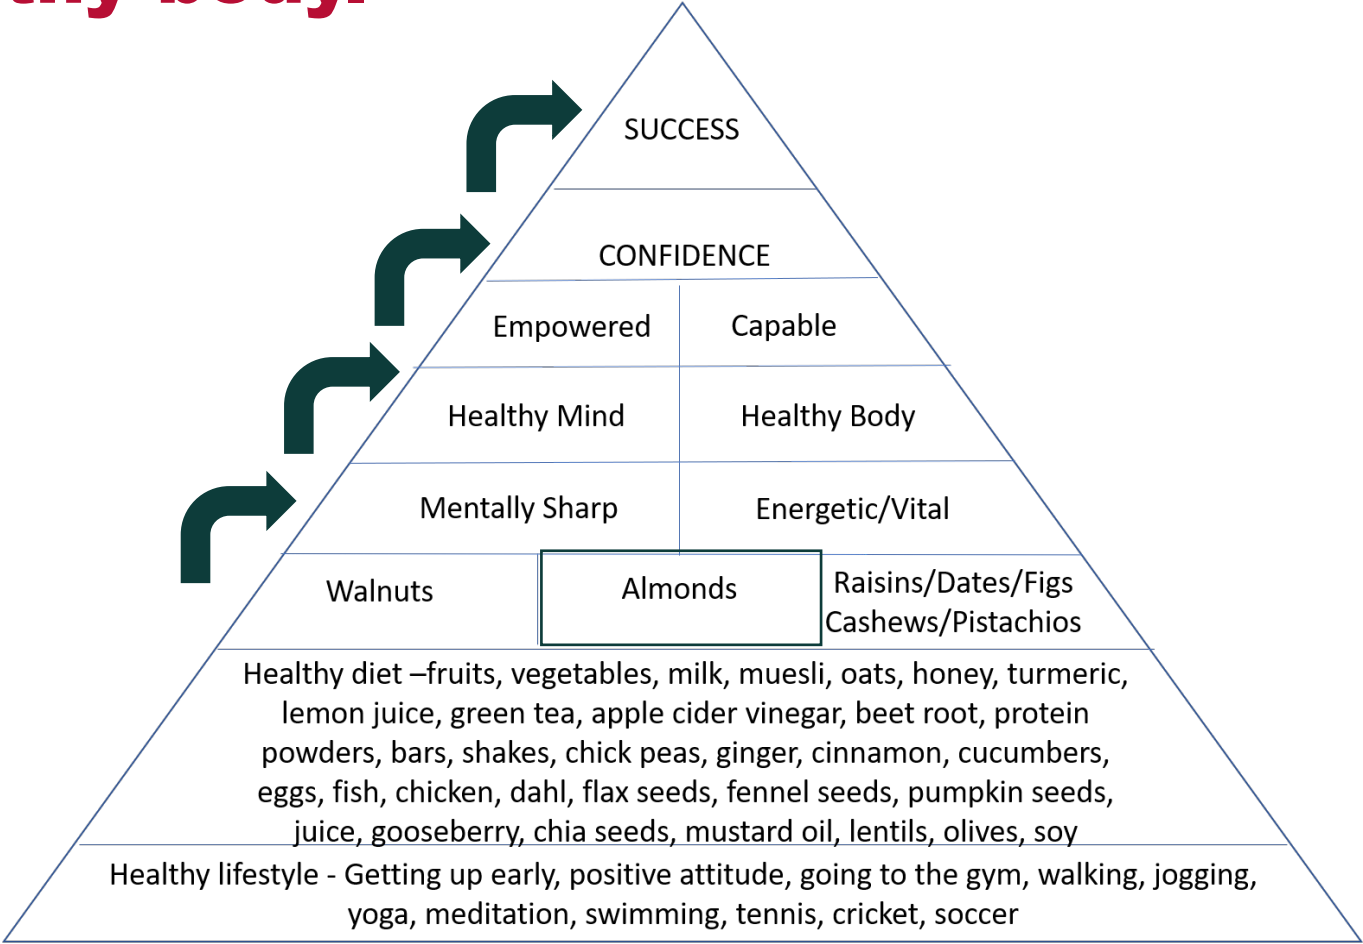 thy body.
SUCCESS
CONFIDENCE
Empowered Capable
Healthy Mind Healthy Body
Mentally Sharp Energetic/Vital
Walnuts Almonds Raisins/Dates/Figs
Cashews/Pistachios
Healthy diet –fruits, vegetables, milk, muesli, oats, honey, turmeric,
lemon juice, green tea, apple cider vinegar, beet root, protein
powders, bars, shakes, chick peas, ginger, cinnamon, cucumbers,
eggs, fish, chicken, dahl, flax seeds, fennel seeds, pumpkin seeds,
juice, gooseberry, chia seeds, mustard oil, lentils, olives, soy
Healthy lifestyle - Getting up early, positive attitude, going to the gym, walking, jogging,
yoga, meditation, swimming, tennis, cricket, soccer